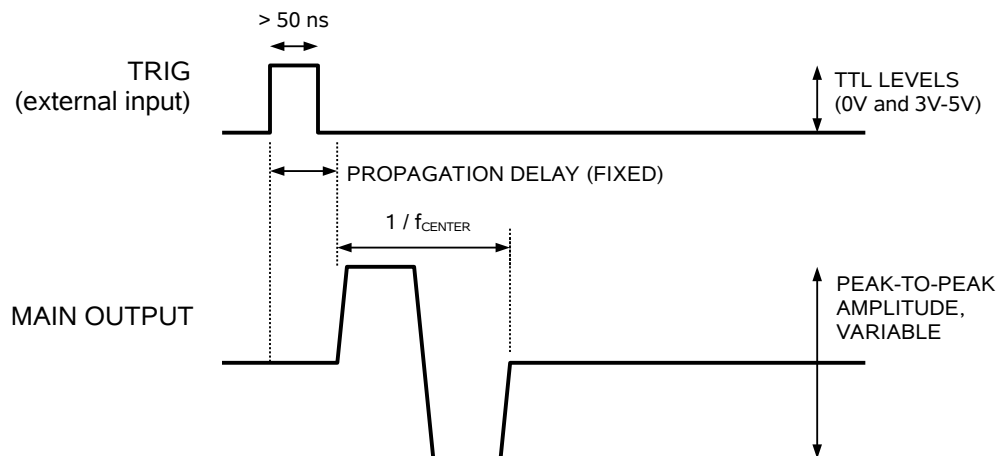 > 50 ns
TRIG
(external input)
TTL LEVELS
(0V and 3V-5V)
PROPAGATION DELAY (FIXED)
1 / fCENTER
MAIN OUTPUT
PEAK-TO-PEAK
AMPLITUDE,
VARIABLE